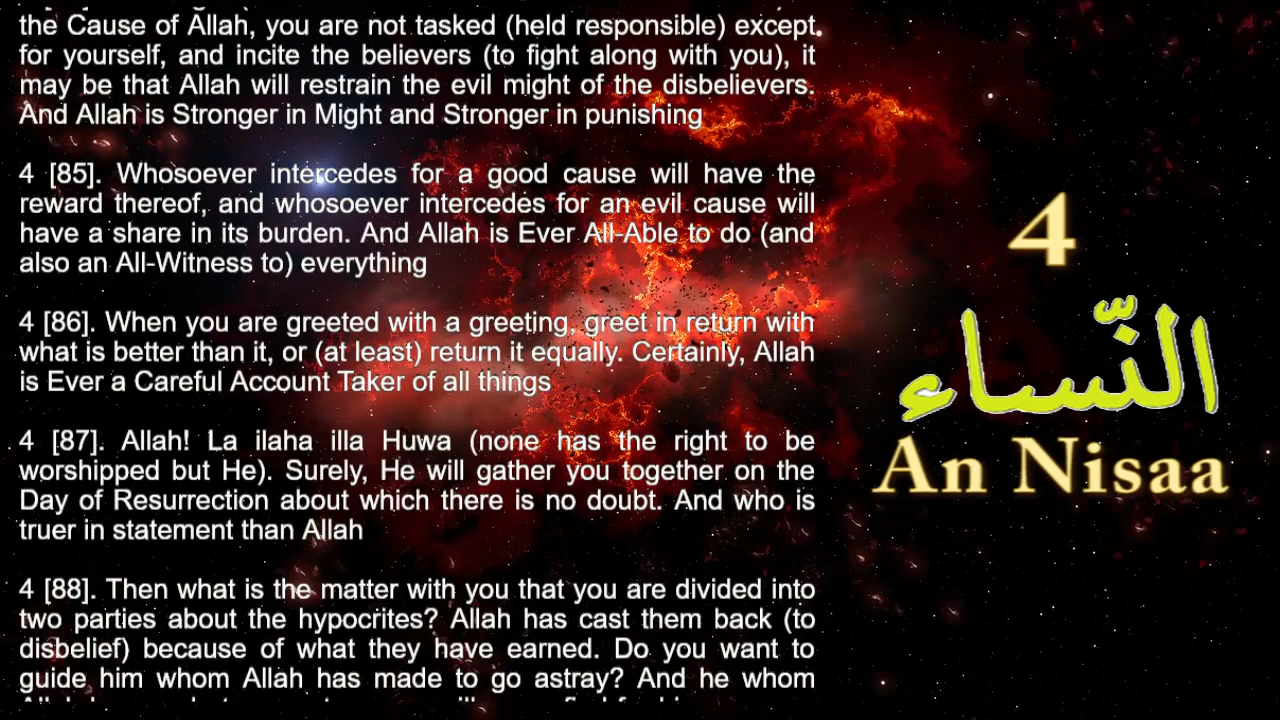 the Cause of Allah, you are not tasked (held responsible) except
for yourself, and incite the believers (to fight along with you), it
may be that Allah will restrain the evil might of the disbelievers.
And Allah is Stronger in Might and Stronger in punishing
4 [85]. Whosoever intercedes for a good cause will have the
reward thereof, and whosoever intercedes for an evil cause will
have a share in its burden. And Allah is Ever All-Able to do (and
also an All-Witness to) everything
4 [86]. When you are greeted with a greeting, greet in return with
what is better than it, or (at least) return it equally. Certainly, Allah
is Ever a Careful Account Taker of all things
4 [87]. Allah! La ilaha illa Huwa (none has the right to be
worshipped but He). Surely, He will gather you together on the
Day of Resurrection about which there is no doubt. And who is
truer in statement than Allah
4 [88]. Then what is the matter with you that you are divided into
two parties about the hypocrites? Allah has cast them back (to
disbelief) because of what they have earned. Do you want to
guide him whom Allah has made to go astray? And he whom
4
النّساء
An Nisaa